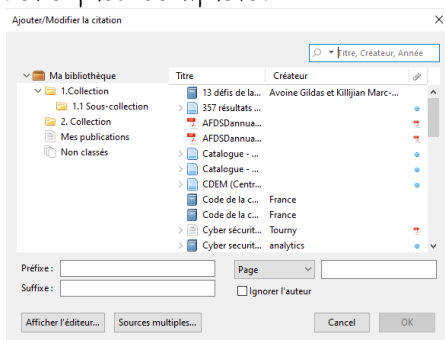 Ajouter/Modifier la citation
Titre, Créateur, Année
Ma bibliothèque
1.Collection
1.1 Sous-collection
2. Collection
Mes publications
Non classés
Titre Créateur
13 défis de la... Avoine Gildas et Killijian Marc-...
357 résultats ...
AFDSDannua...
AFDSDannua...
Catalogue - ...
Catalogue - ...
CDEM (Centr...
Code de la c... France
Code de la c... France
Cyber sécurit... Tourny
Cyber securit... analytics
Préfixe : Page
Suffixe : Ignorer l'auteur
Afficher l'éditeur... Sources multiples... Cancel OK